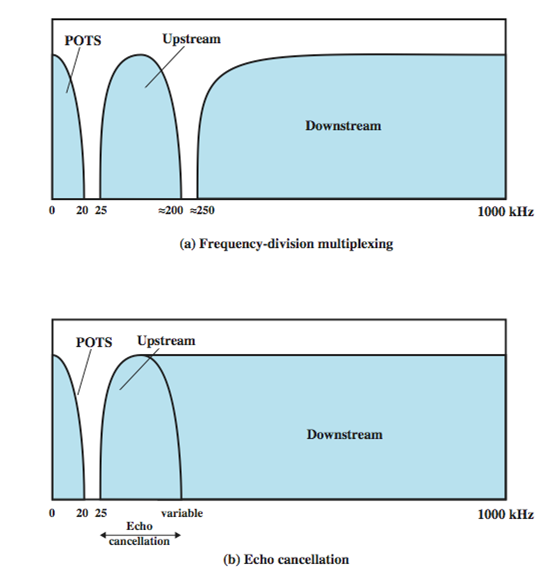 POTS
Upstream
Downstream
0 20 25 ≈200 ≈250 1000 kHz
(a) Frequency-division multiplexing
POTS
Upstream
Downstream
0 20 25 variable 1000 kHz
Echo
cancellation
(b) Echo cancellation